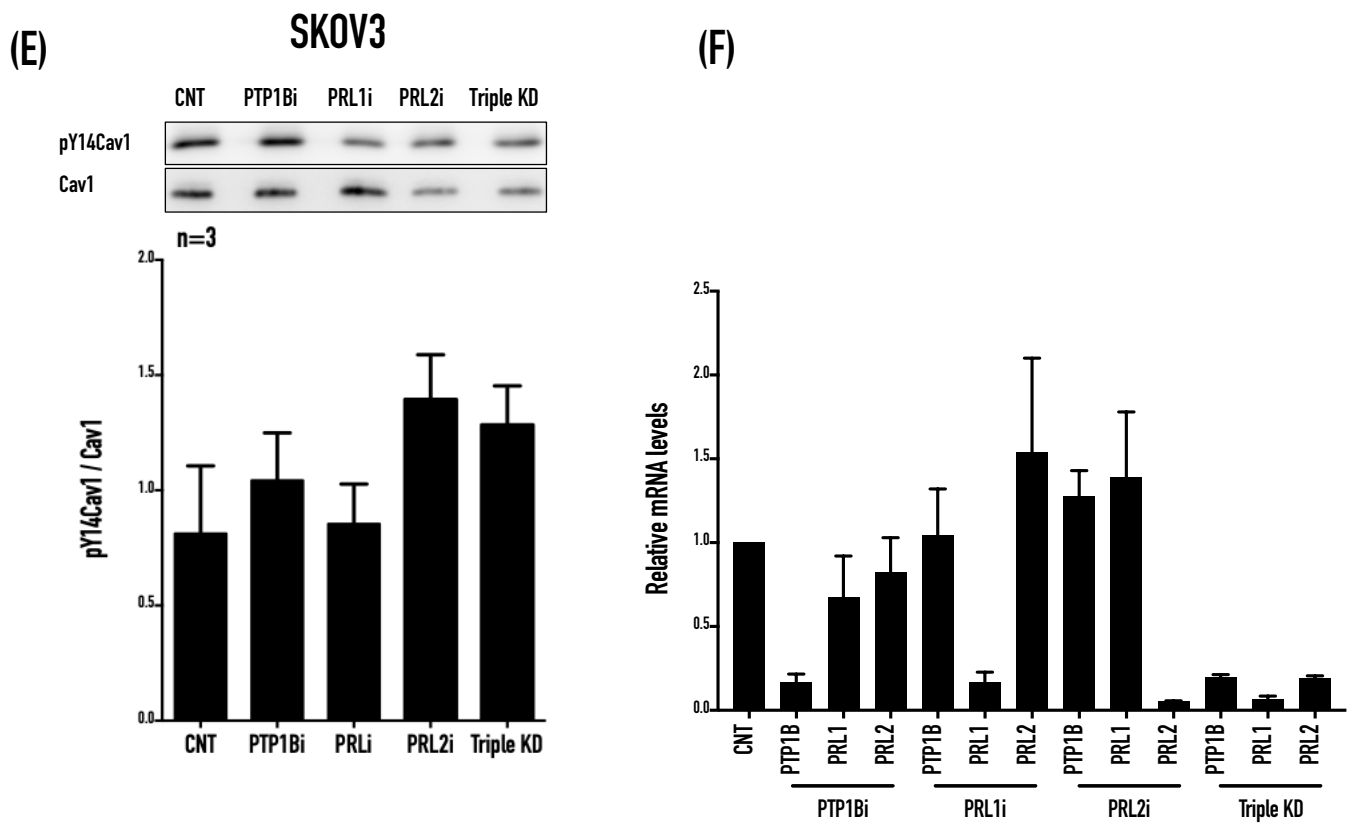 (E)
SKOV3
CNT PTP1Bi PRL1i PRL2i Triple KD
pY14Cav1
Cav1
n=3
2.0
1.5
1.0
0.5
0.0
pY14Cav1 / Cav1
CNT PTP1Bi PRLi PRL2i Triple KD
(F)
2.5
2.0
1.5
1.0
0.5
0.0
Relative mRNA levels
CNT PTP1B PRL1 PRL2 PTP1B PRL1 PRL2 PTP1B PRL1 PRL2 PTP1B PRL1 PRL2
PTP1Bi PRL1i PRL2i Triple KD